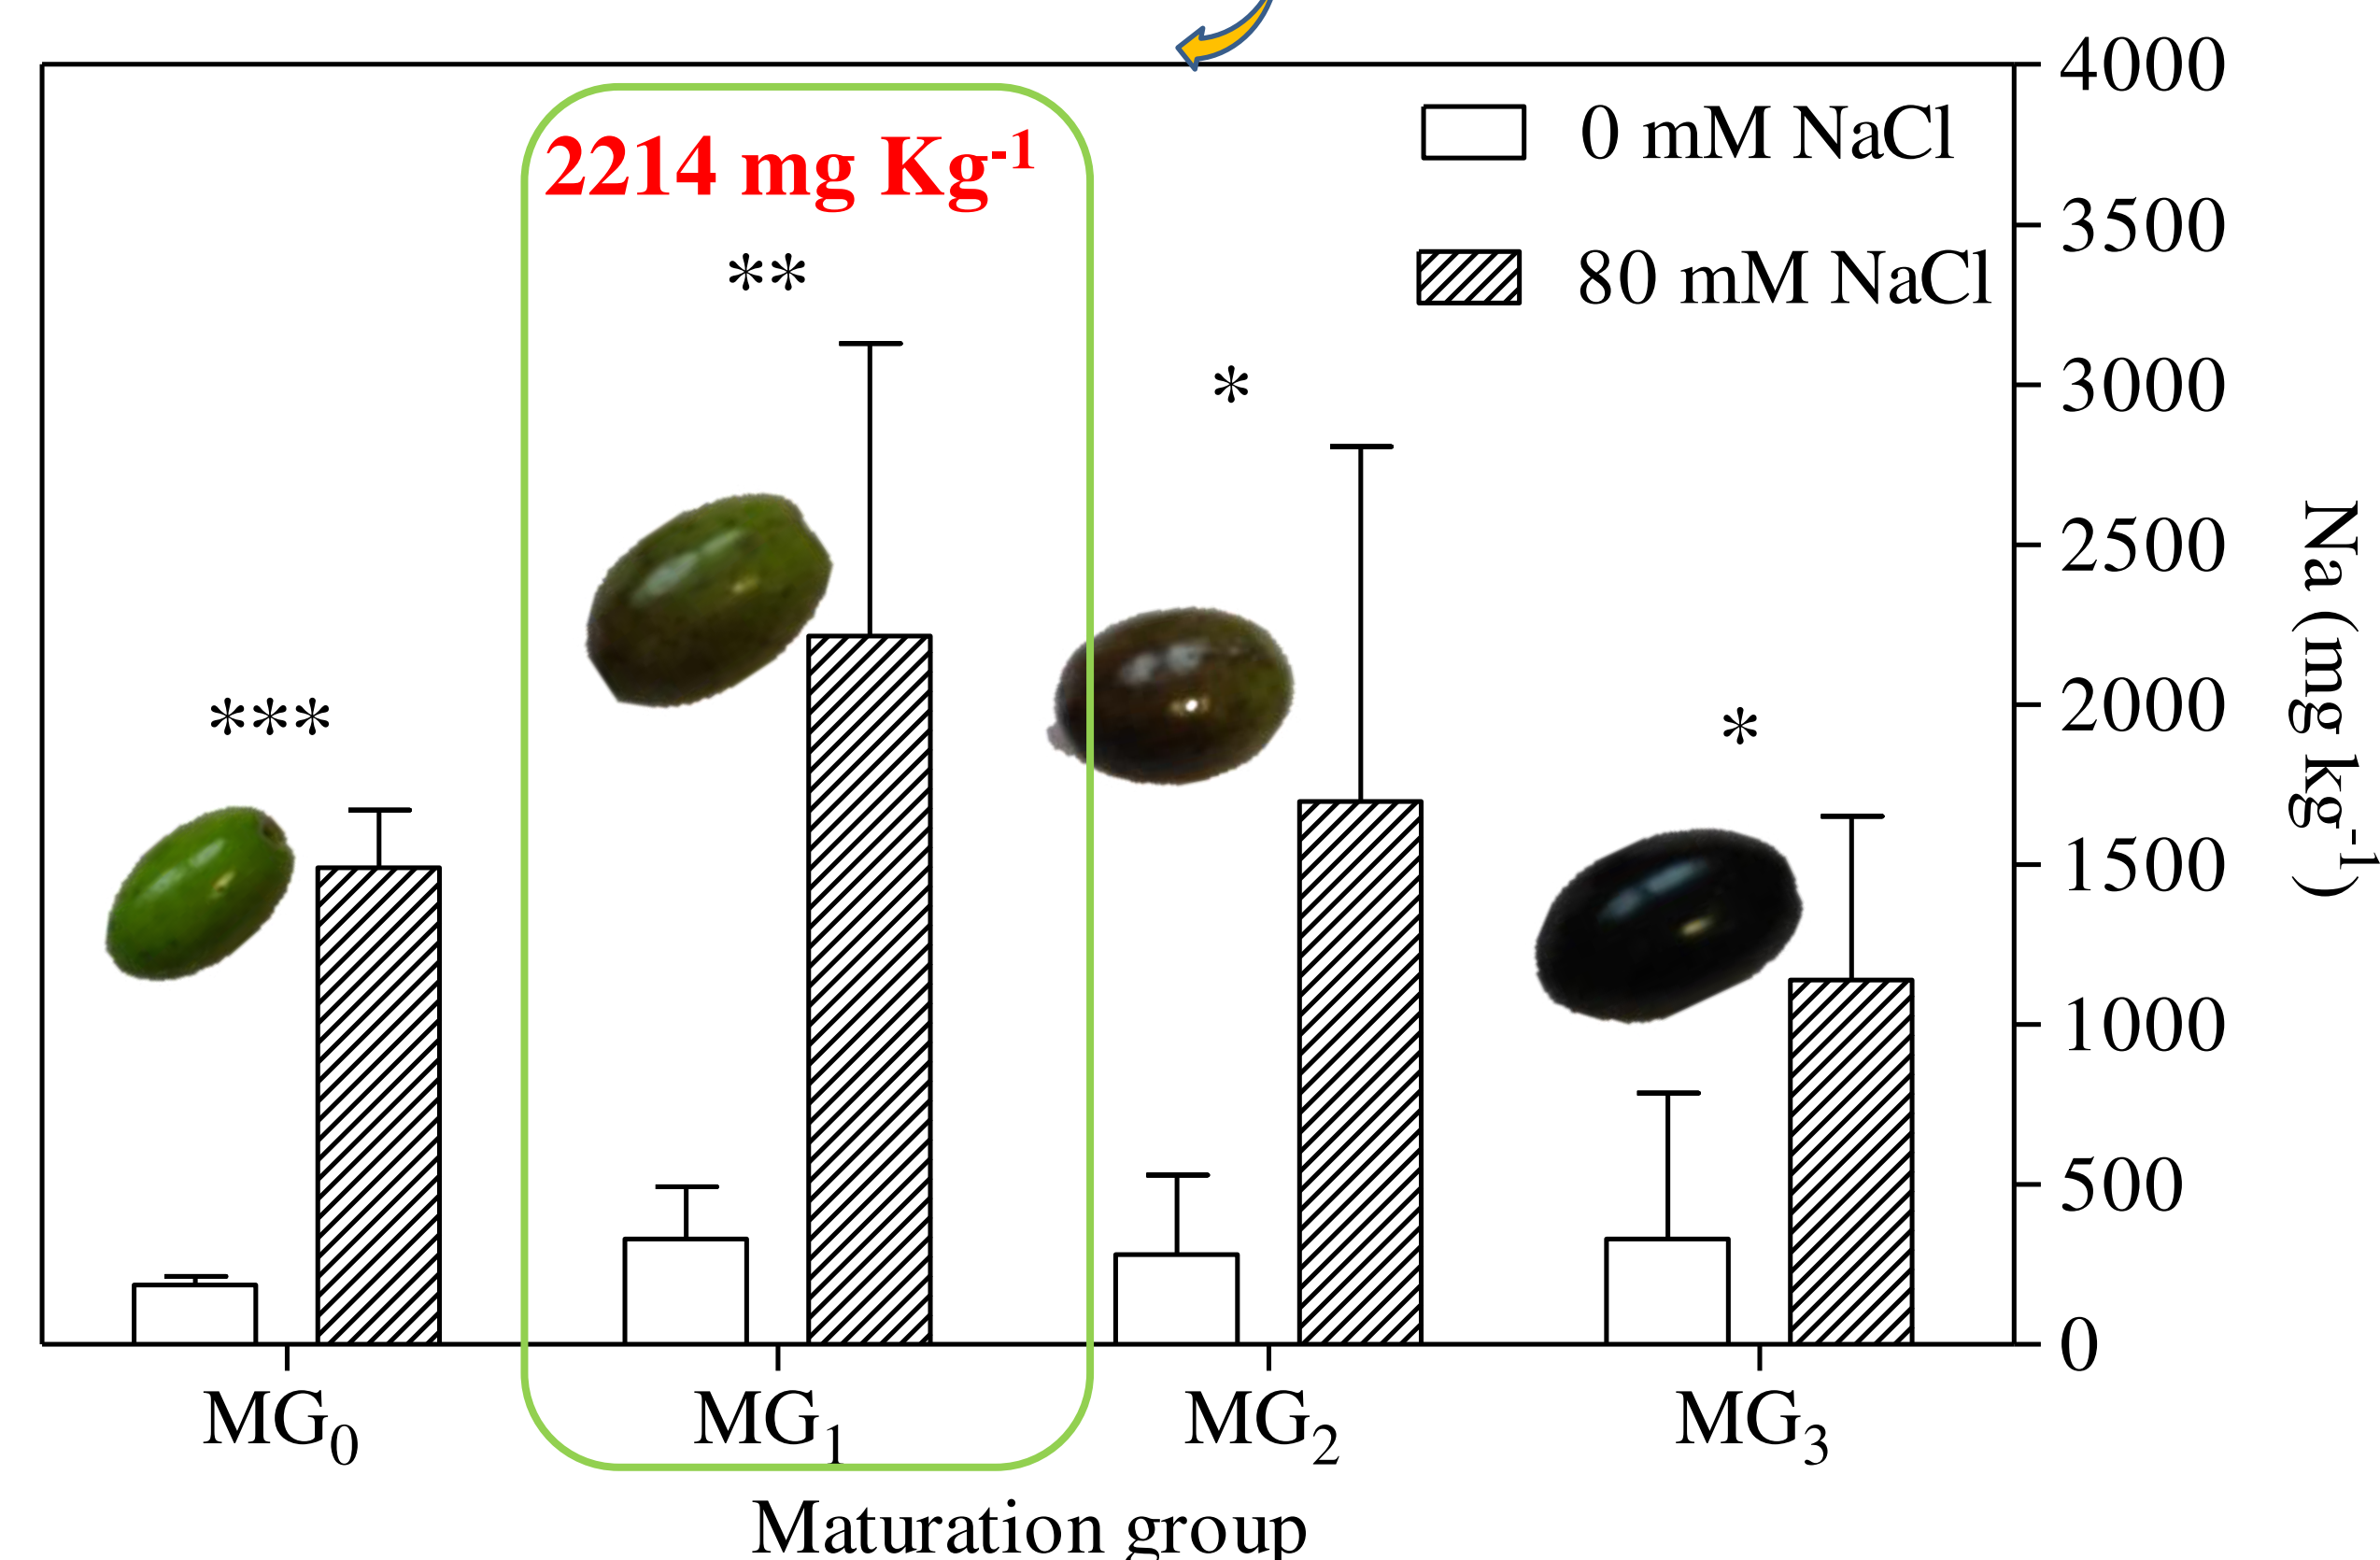 4000
2214 mg Kg⁻¹
0 mM NaCl
**
3500
80 mM NaCl
*
3000
2500
***
*
2000
1500
1000
500
0
Na (mg kg⁻¹)
MG₀ MG₁ MG₂ MG₃
Maturation group